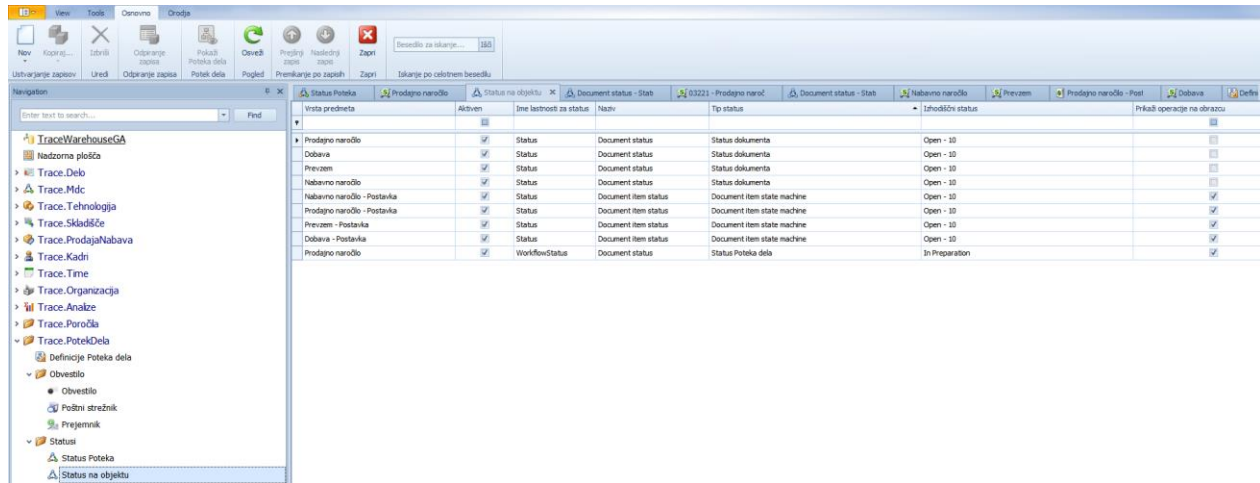 View Tools Osnovno Orodja
Nov Kopiraj... Izbriši Odpiranje zapisa Pokaži Poteka dela Osveži Prejšnji zapis Naslednji zapis Zapri Besedilo za iskanje...
Ustvarjanje zapisov Uredi Odpiranje zapisa Potek dela Pogled Premikanje po zapisih Zapri Iskanje po celotnem besedilu
Navigation
Status Poteka Prodajno naročilo Status na objektu Document status - Stati 03221 - Prodajno naroč Document status - Stati Nabavno naročilo Prevzem Prodajno naročilo - Post Dobava Defini
Enter text to search... Find
Vrsta predmeta Aktiven Ime lastnosti za status Naziv Tip status Izhodiščni status Prikaži operacije na obrazcu
Prodajno naročilo Status Document status Status dokumenta Open - 10
Dobava Status Document status Status dokumenta Open - 10
Prevzem Status Document status Status dokumenta Open - 10
Nabavno naročilo Status Document status Status dokumenta Open - 10
Nabavno naročilo - Postavka Status Document item status Document item state machine Open - 10
Prodajno naročilo - Postavka Status Document item status Document item state machine Open - 10
Prevzem - Postavka Status Document item status Document item state machine Open - 10
Dobava - Postavka Status Document item status Document item state machine Open - 10
Prodajno naročilo WorkflowStatus Document status Status Poteka dela In Preparation
TraceWarehouseGA
Nadzorna plošča
Trace.Delo
Trace.Mdc
Trace.Tehnologija
Trace.Skladišče
Trace.ProdajaNabava
Trace.Kadri
Trace.Time
Trace.Organizacija
Trace.Analize
Trace.Poročila
Trace.PotekDela
Definicije Poteka dela
Obvestilo
Obvestilo
Poštni strežnik
Prejemnik
Statusi
Status Poteka
Status na objektu